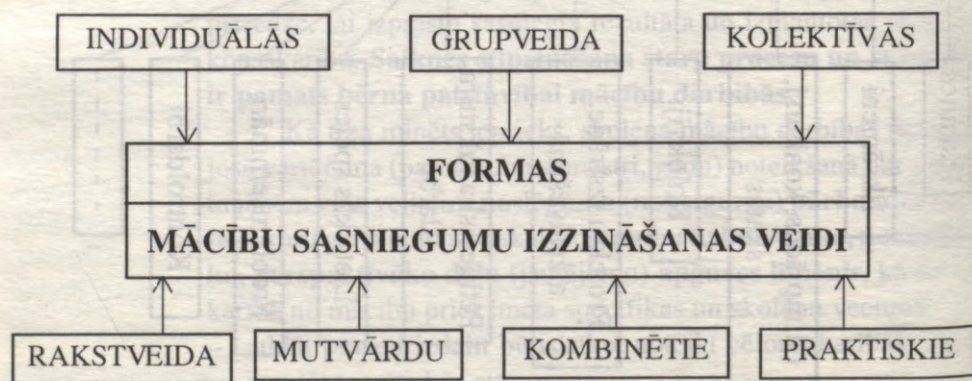 INDIVIDUĀLĀS GRUPVEIDA KOLEKTĪVĀS
FORMAS
MĀCĪBU SASNIEGUMU IZZINĀŠANAS VEIDI
RAKSTVEIDA MUTVĀRDU KOMBINĒTIE PRAKTISKIE